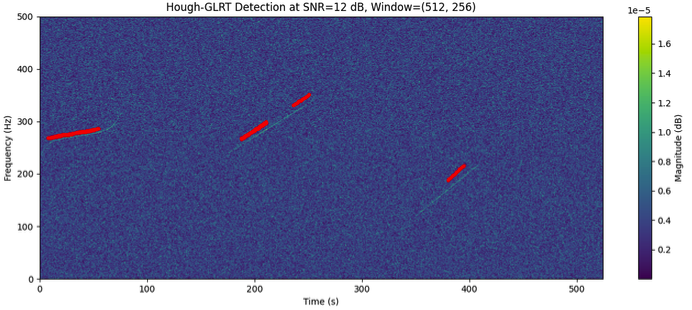 Hough-GLRT Detection at SNR=12 dB, Window=(512, 256)
1e−5
500
400
300
200
100
0
Frequency (Hz)
0 100 200 300 400 500
Time (s)
1.6
1.4
1.2
1.0
0.8
0.6
0.4
0.2
Magnitude (dB)